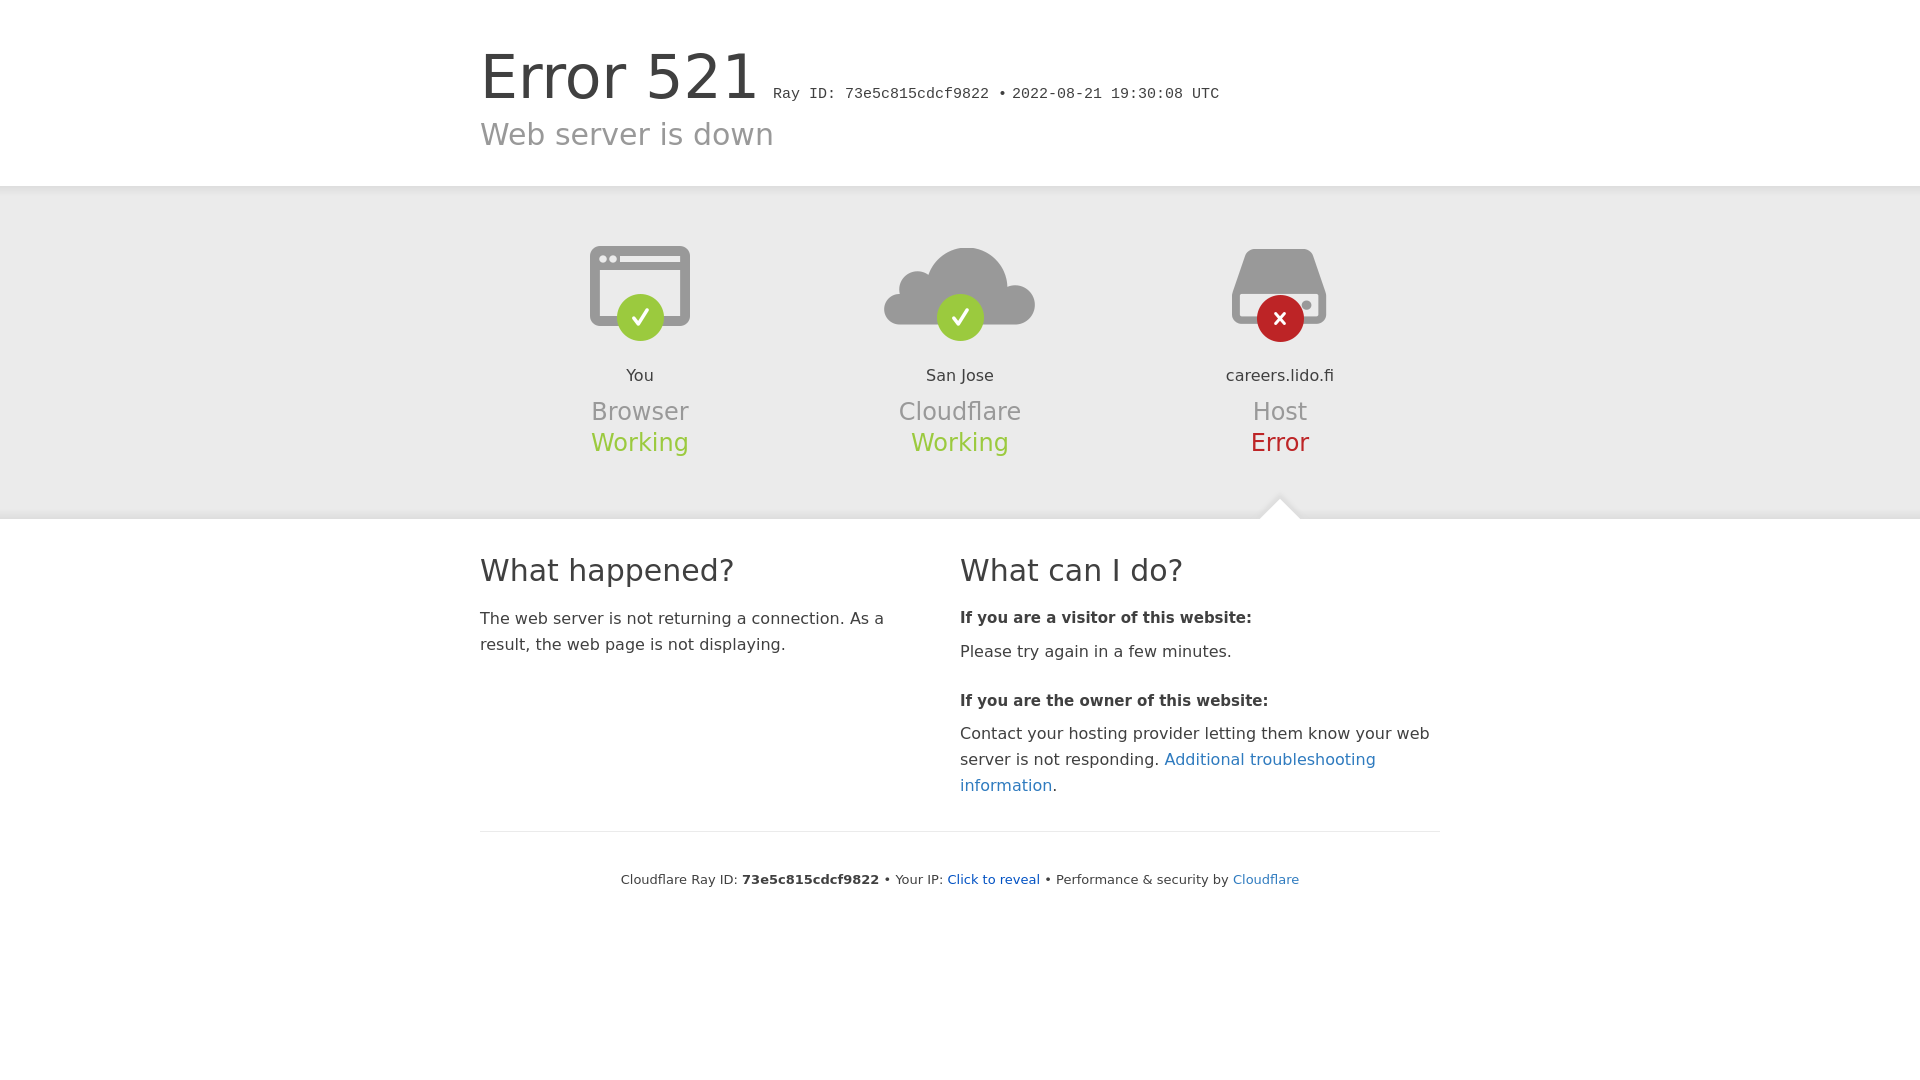 Error 521 Ray ID: 73e5c815cdcf9822 • 2022-08-21 19:30:08 UTC
Web server is down
You
Browser
Working
San Jose
Cloudflare
Working
careers.lido.fi
Host
Error
What happened?
The web server is not returning a connection. As a
result, the web page is not displaying.
What can I do?
If you are a visitor of this website:
Please try again in a few minutes.
If you are the owner of this website:
Contact your hosting provider letting them know your web
server is not responding. Additional troubleshooting
information.
Cloudflare Ray ID: 73e5c815cdcf9822 • Your IP: Click to reveal • Performance & security by Cloudflare